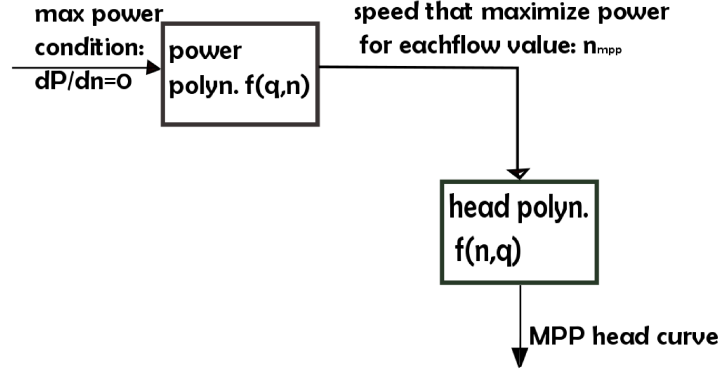 max power
condition:
dP/dn=0
power
polyn. f(q,n)
speed that maximize power
for eachflow value: nmpp
head polyn.
f(n,q)
MPP head curve